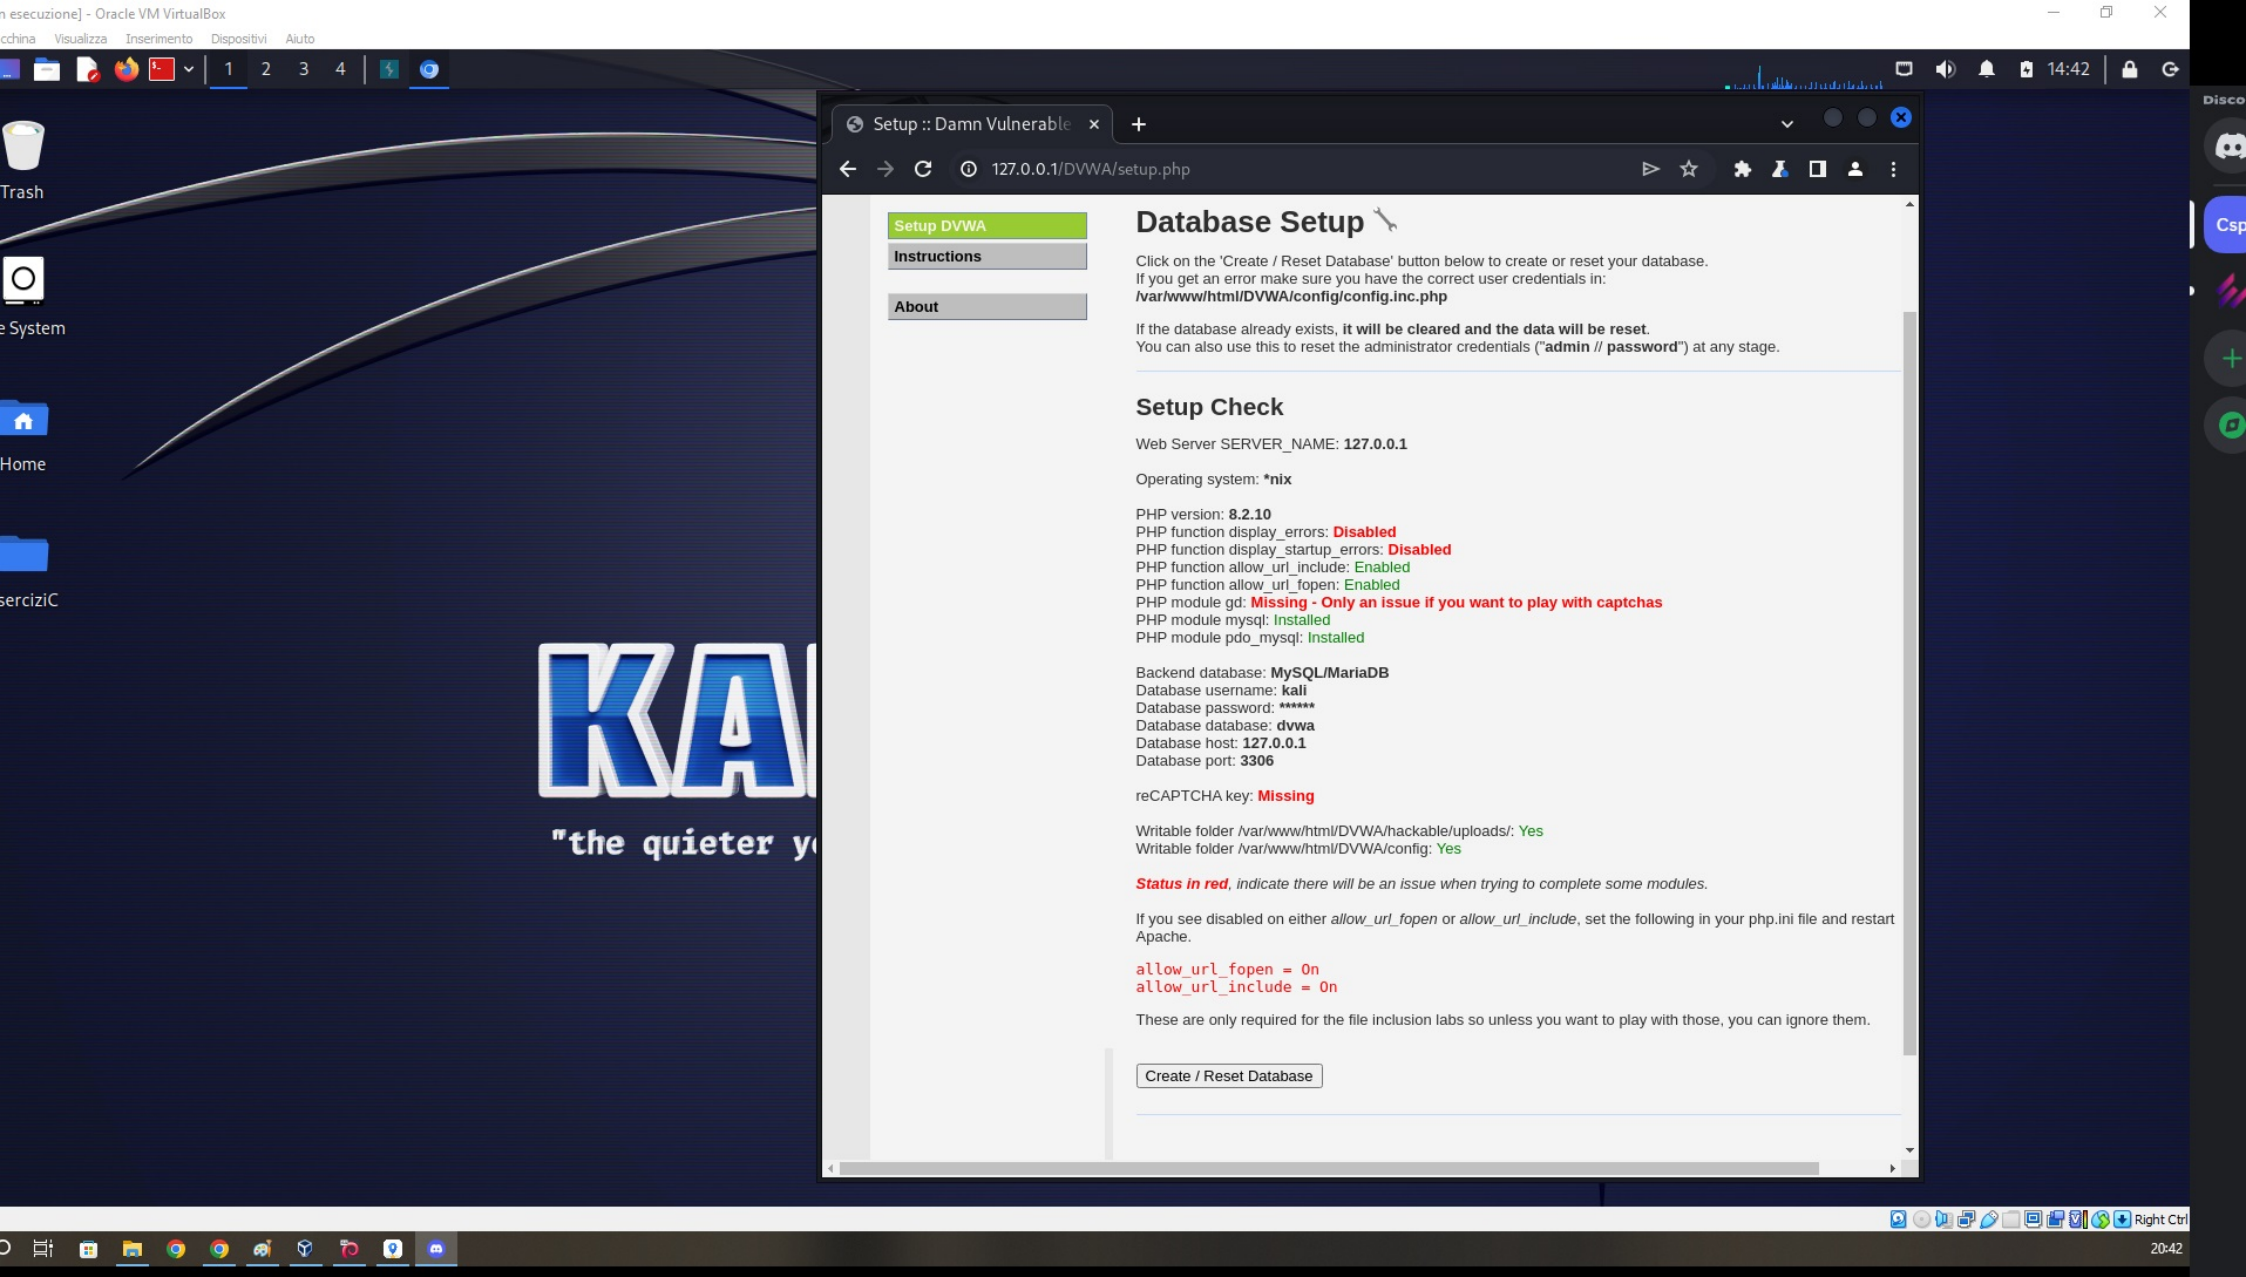 n esecuzione] - Oracle VM VirtualBox
cchina Visualizza Inserimento Dispositivi Aiuto
1 2 3 4 14:42
Disco
Setup :: Damn Vulnerable
127.0.0.1/DVWA/setup.php
Trash
e System
Home
serciziC
KA
"the quieter y
Csp
Setup DVWA
Instructions
About
Database Setup
Click on the 'Create / Reset Database' button below to create or reset your database.
If you get an error make sure you have the correct user credentials in:
/var/www/html/DVWA/config/config.inc.php
If the database already exists, it will be cleared and the data will be reset.
You can also use this to reset the administrator credentials ("admin // password") at any stage.
Setup Check
Web Server SERVER_NAME: 127.0.0.1
Operating system: *nix
PHP version: 8.2.10
PHP function display_errors: Disabled
PHP function display_startup_errors: Disabled
PHP function allow_url_include: Enabled
PHP function allow_url_fopen: Enabled
PHP module gd: Missing - Only an issue if you want to play with captchas
PHP module mysql: Installed
PHP module pdo_mysql: Installed
Backend database: MySQL/MariaDB
Database username: kali
Database password: ******
Database database: dvwa
Database host: 127.0.0.1
Database port: 3306
reCAPTCHA key: Missing
Writable folder /var/www/html/DVWA/hackable/uploads/: Yes
Writable folder /var/www/html/DVWA/config: Yes
Status in red, indicate there will be an issue when trying to complete some modules.
If you see disabled on either allow_url_fopen or allow_url_include, set the following in your php.ini file and restart
Apache.
allow_url_fopen = On
allow_url_include = On
These are only required for the file inclusion labs so unless you want to play with those, you can ignore them.
Create / Reset Database
Right Ctrl
20:42